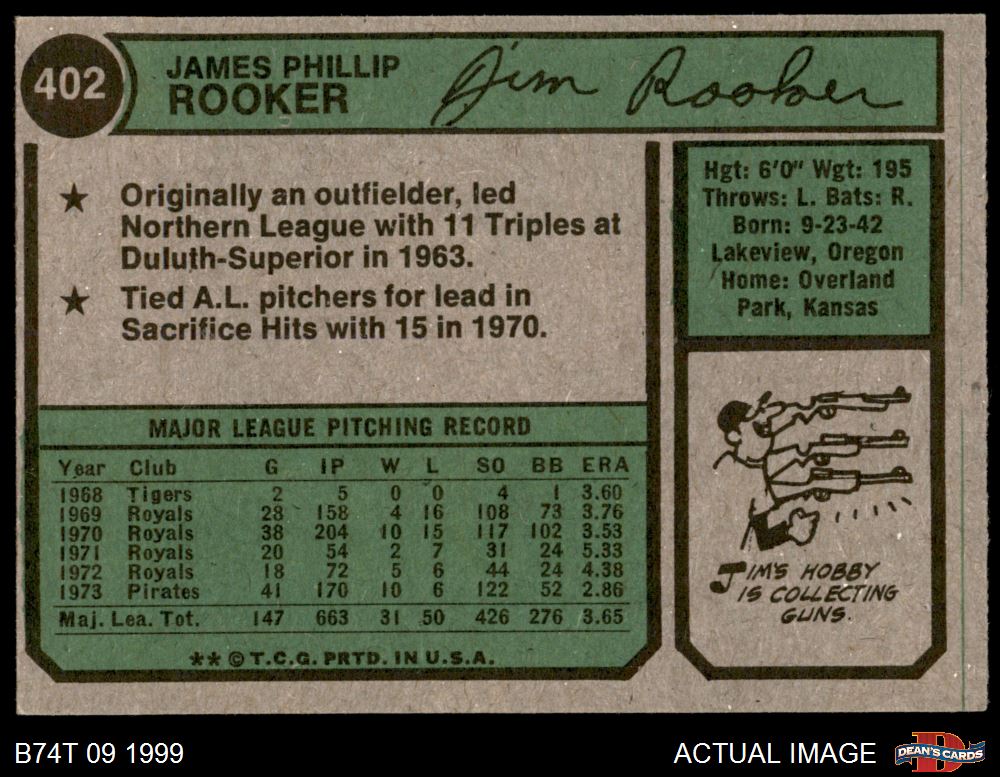 402
JAMES PHILLIP
ROOKER
Jim Rooker
★ Originally an outfielder, led
Northern League with 11 Triples at
Duluth-Superior in 1963.
★ Tied A.L. pitchers for lead in
Sacrifice Hits with 15 in 1970.
Hgt: 6'0" Wgt: 195
Throws: L. Bats: R.
Born: 9-23-42
Lakeview, Oregon
Home: Overland
Park, Kansas
MAJOR LEAGUE PITCHING RECORD
Year Club G IP W L SO BB ERA
1968 Tigers 2 5 0 0 4 1 3.60
1969 Royals 28 158 4 16 108 73 3.76
1970 Royals 38 204 10 15 117 102 3.53
1971 Royals 20 54 2 7 31 24 5.33
1972 Royals 18 72 5 6 44 24 4.38
1973 Pirates 41 170 10 6 122 52 2.86
Maj. Lea. Tot. 147 663 31 50 426 276 3.65
** © T.C.G. PRTD. IN U.S.A.
JIM'S HOBBY
IS COLLECTING
GUNS.
B74T 09 1999
ACTUAL IMAGE
D
DEAN'S CARDS